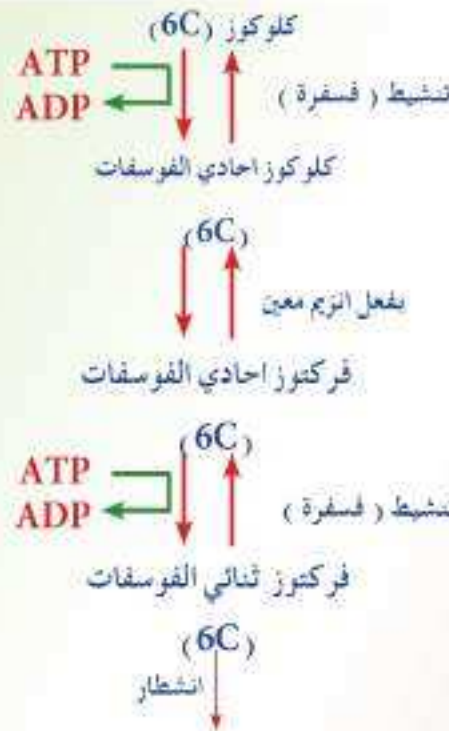 كلوكوز (6C)
ATP
ADP
تنشيط ( فسفرة )
كلوكوز احادي الفوسفات
(6C)
بفعل انزيم معين
فركتوز احادي الفوسفات
(6C)
ATP
ADP
تنشيط ( فسفرة )
فركتوز ثنائي الفوسفات
(6C)
انشطار